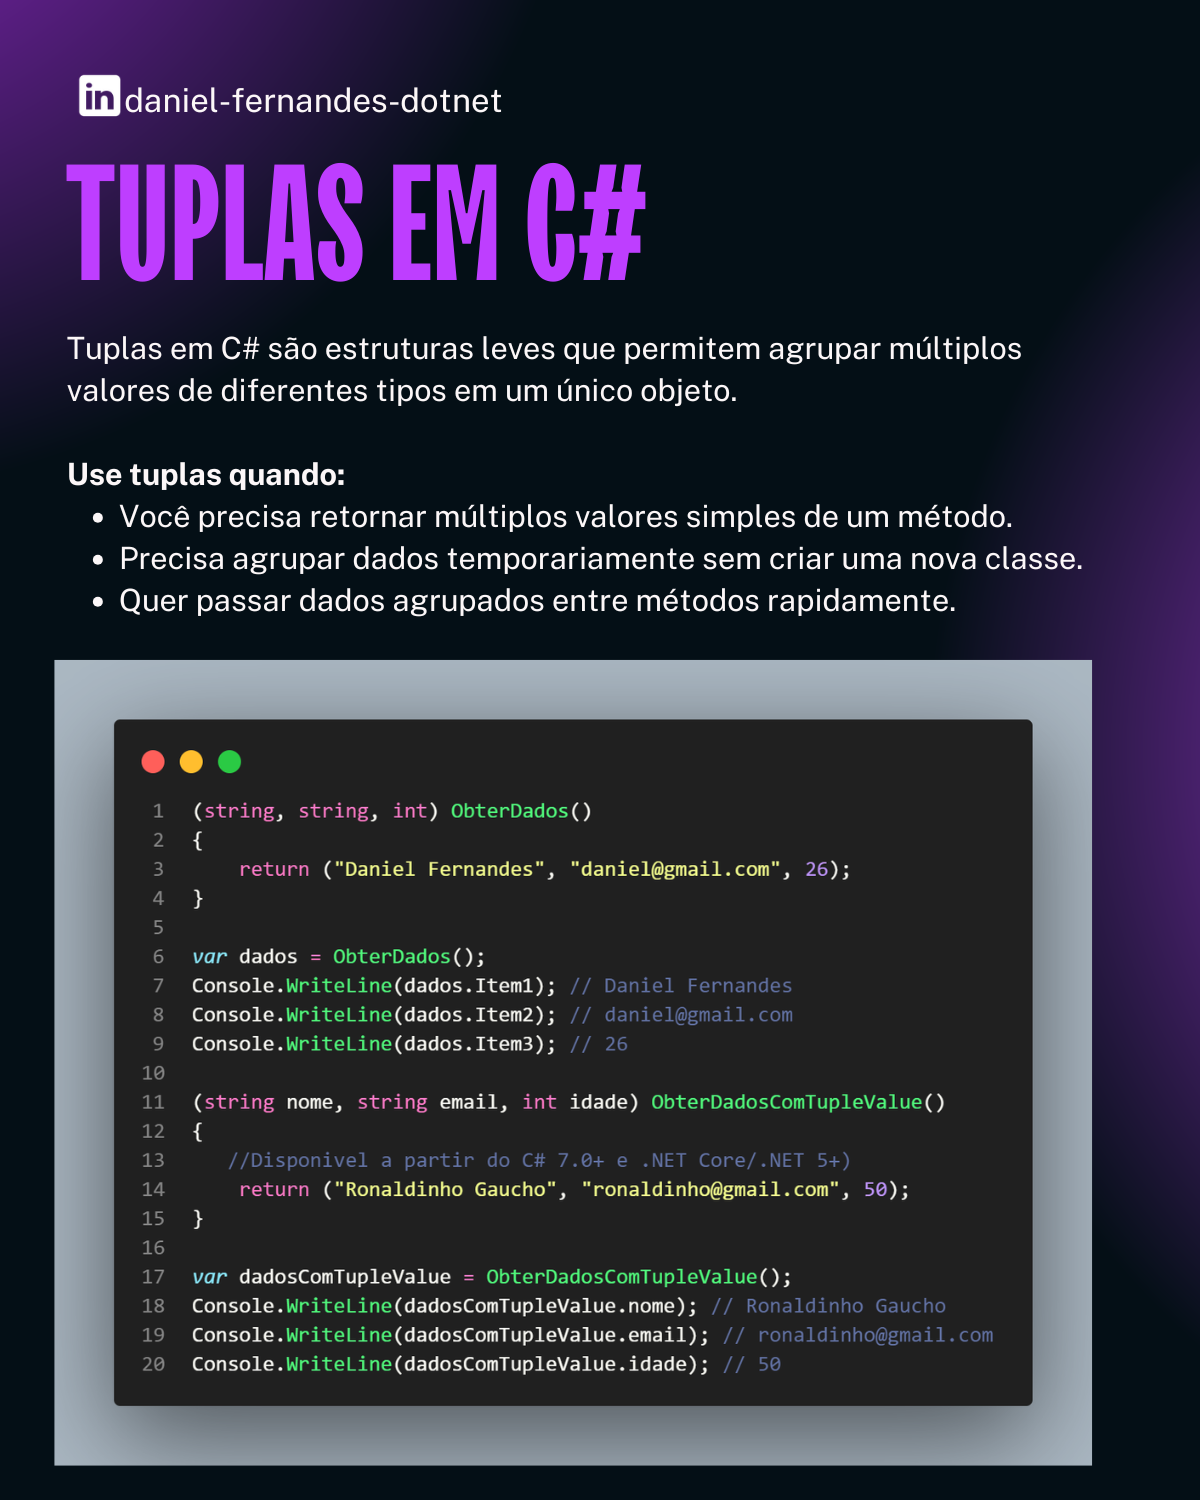 in daniel-fernandes-dotnet
TUPLAS EM C#
Tuplas em C# são estruturas leves que permitem agrupar múltiplos
valores de diferentes tipos em um único objeto.
Use tuplas quando:
• Você precisa retornar múltiplos valores simples de um método.
• Precisa agrupar dados temporariamente sem criar uma nova classe.
• Quer passar dados agrupados entre métodos rapidamente.
1 (string, string, int) ObterDados()
2 {
3     return ("Daniel Fernandes", "daniel@gmail.com", 26);
4 }
5
6 var dados = ObterDados();
7 Console.WriteLine(dados.Item1); // Daniel Fernandes
8 Console.WriteLine(dados.Item2); // daniel@gmail.com
9 Console.WriteLine(dados.Item3); // 26
10
11 (string nome, string email, int idade) ObterDadosComTupleValue()
12 {
13    //Disponivel a partir do C# 7.0+ e .NET Core/.NET 5+)
14     return ("Ronaldinho Gaucho", "ronaldinho@gmail.com", 50);
15 }
16
17 var dadosComTupleValue = ObterDadosComTupleValue();
18 Console.WriteLine(dadosComTupleValue.nome); // Ronaldinho Gaucho
19 Console.WriteLine(dadosComTupleValue.email); // ronaldinho@gmail.com
20 Console.WriteLine(dadosComTupleValue.idade); // 50